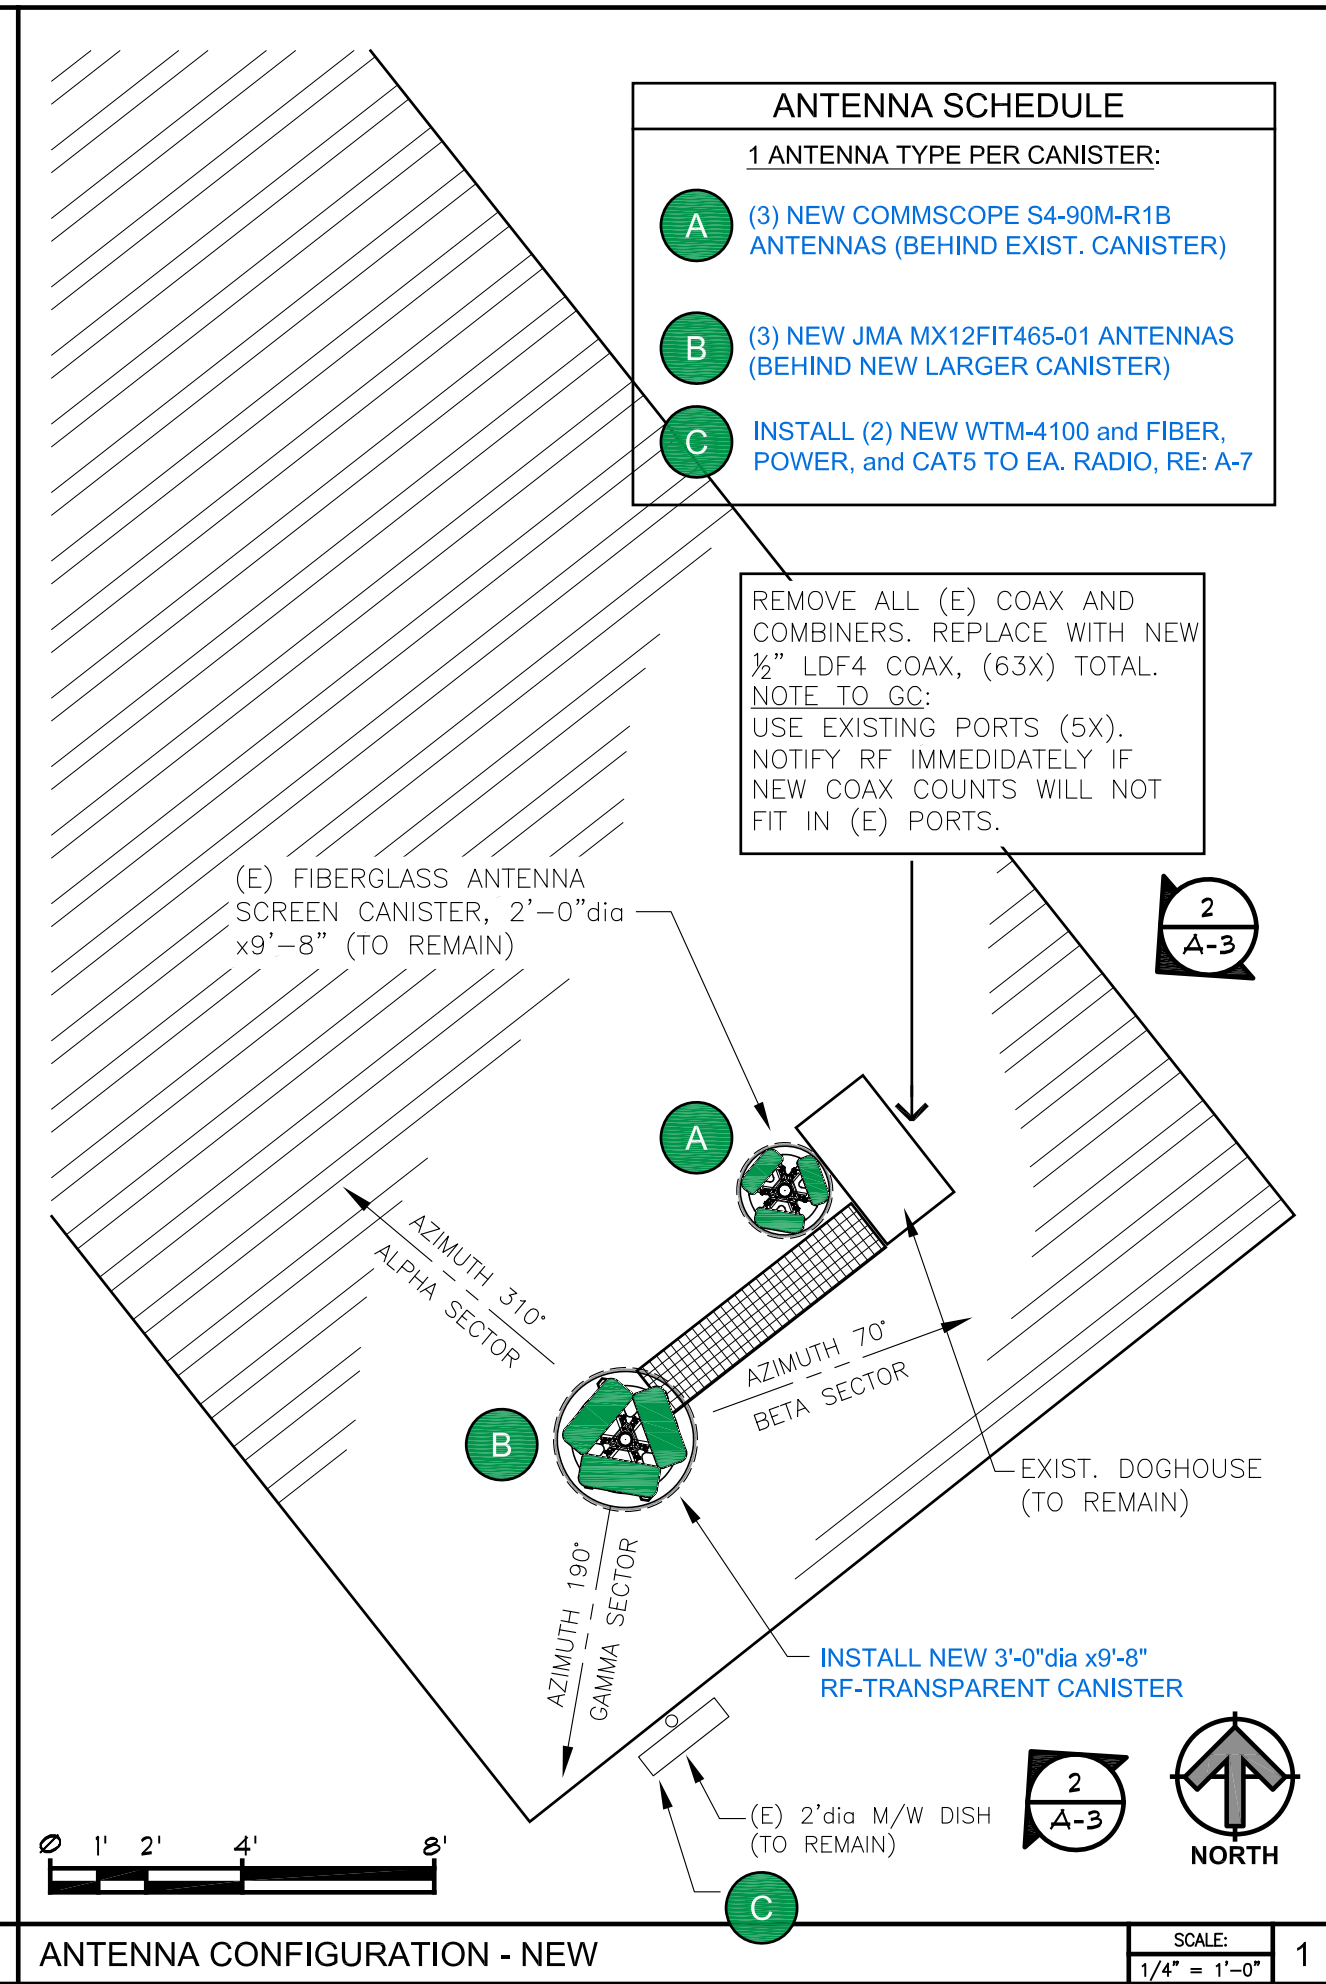 ANTENNA SCHEDULE
1 ANTENNA TYPE PER CANISTER:
A
(3) NEW COMMSCOPE S4-90M-R1B
ANTENNAS (BEHIND EXIST. CANISTER)
B
(3) NEW JMA MX12FIT465-01 ANTENNAS
(BEHIND NEW LARGER CANISTER)
C
INSTALL (2) NEW WTM-4100 and FIBER,
POWER, and CAT5 TO EA. RADIO, RE: A-7
REMOVE ALL (E) COAX AND
COMBINERS. REPLACE WITH NEW
½" LDF4 COAX, (63X) TOTAL.
NOTE TO GC:
USE EXISTING PORTS (5X).
NOTIFY RF IMMEDIDATELY IF
NEW COAX COUNTS WILL NOT
FIT IN (E) PORTS.
(E) FIBERGLASS ANTENNA
SCREEN CANISTER, 2'-0"dia
x9'-8" (TO REMAIN)
2
A-3
A
AZIMUTH 310°
ALPHA SECTOR
AZIMUTH 70°
BETA SECTOR
B
EXIST. DOGHOUSE
(TO REMAIN)
AZIMUTH 190°
GAMMA SECTOR
INSTALL NEW 3'-0"dia x9'-8"
RF-TRANSPARENT CANISTER
2
A-3
NORTH
(E) 2'dia M/W DISH
(TO REMAIN)
C
Ø 1' 2' 4' 8'
ANTENNA CONFIGURATION - NEW
SCALE:
1/4" = 1'-0"
1